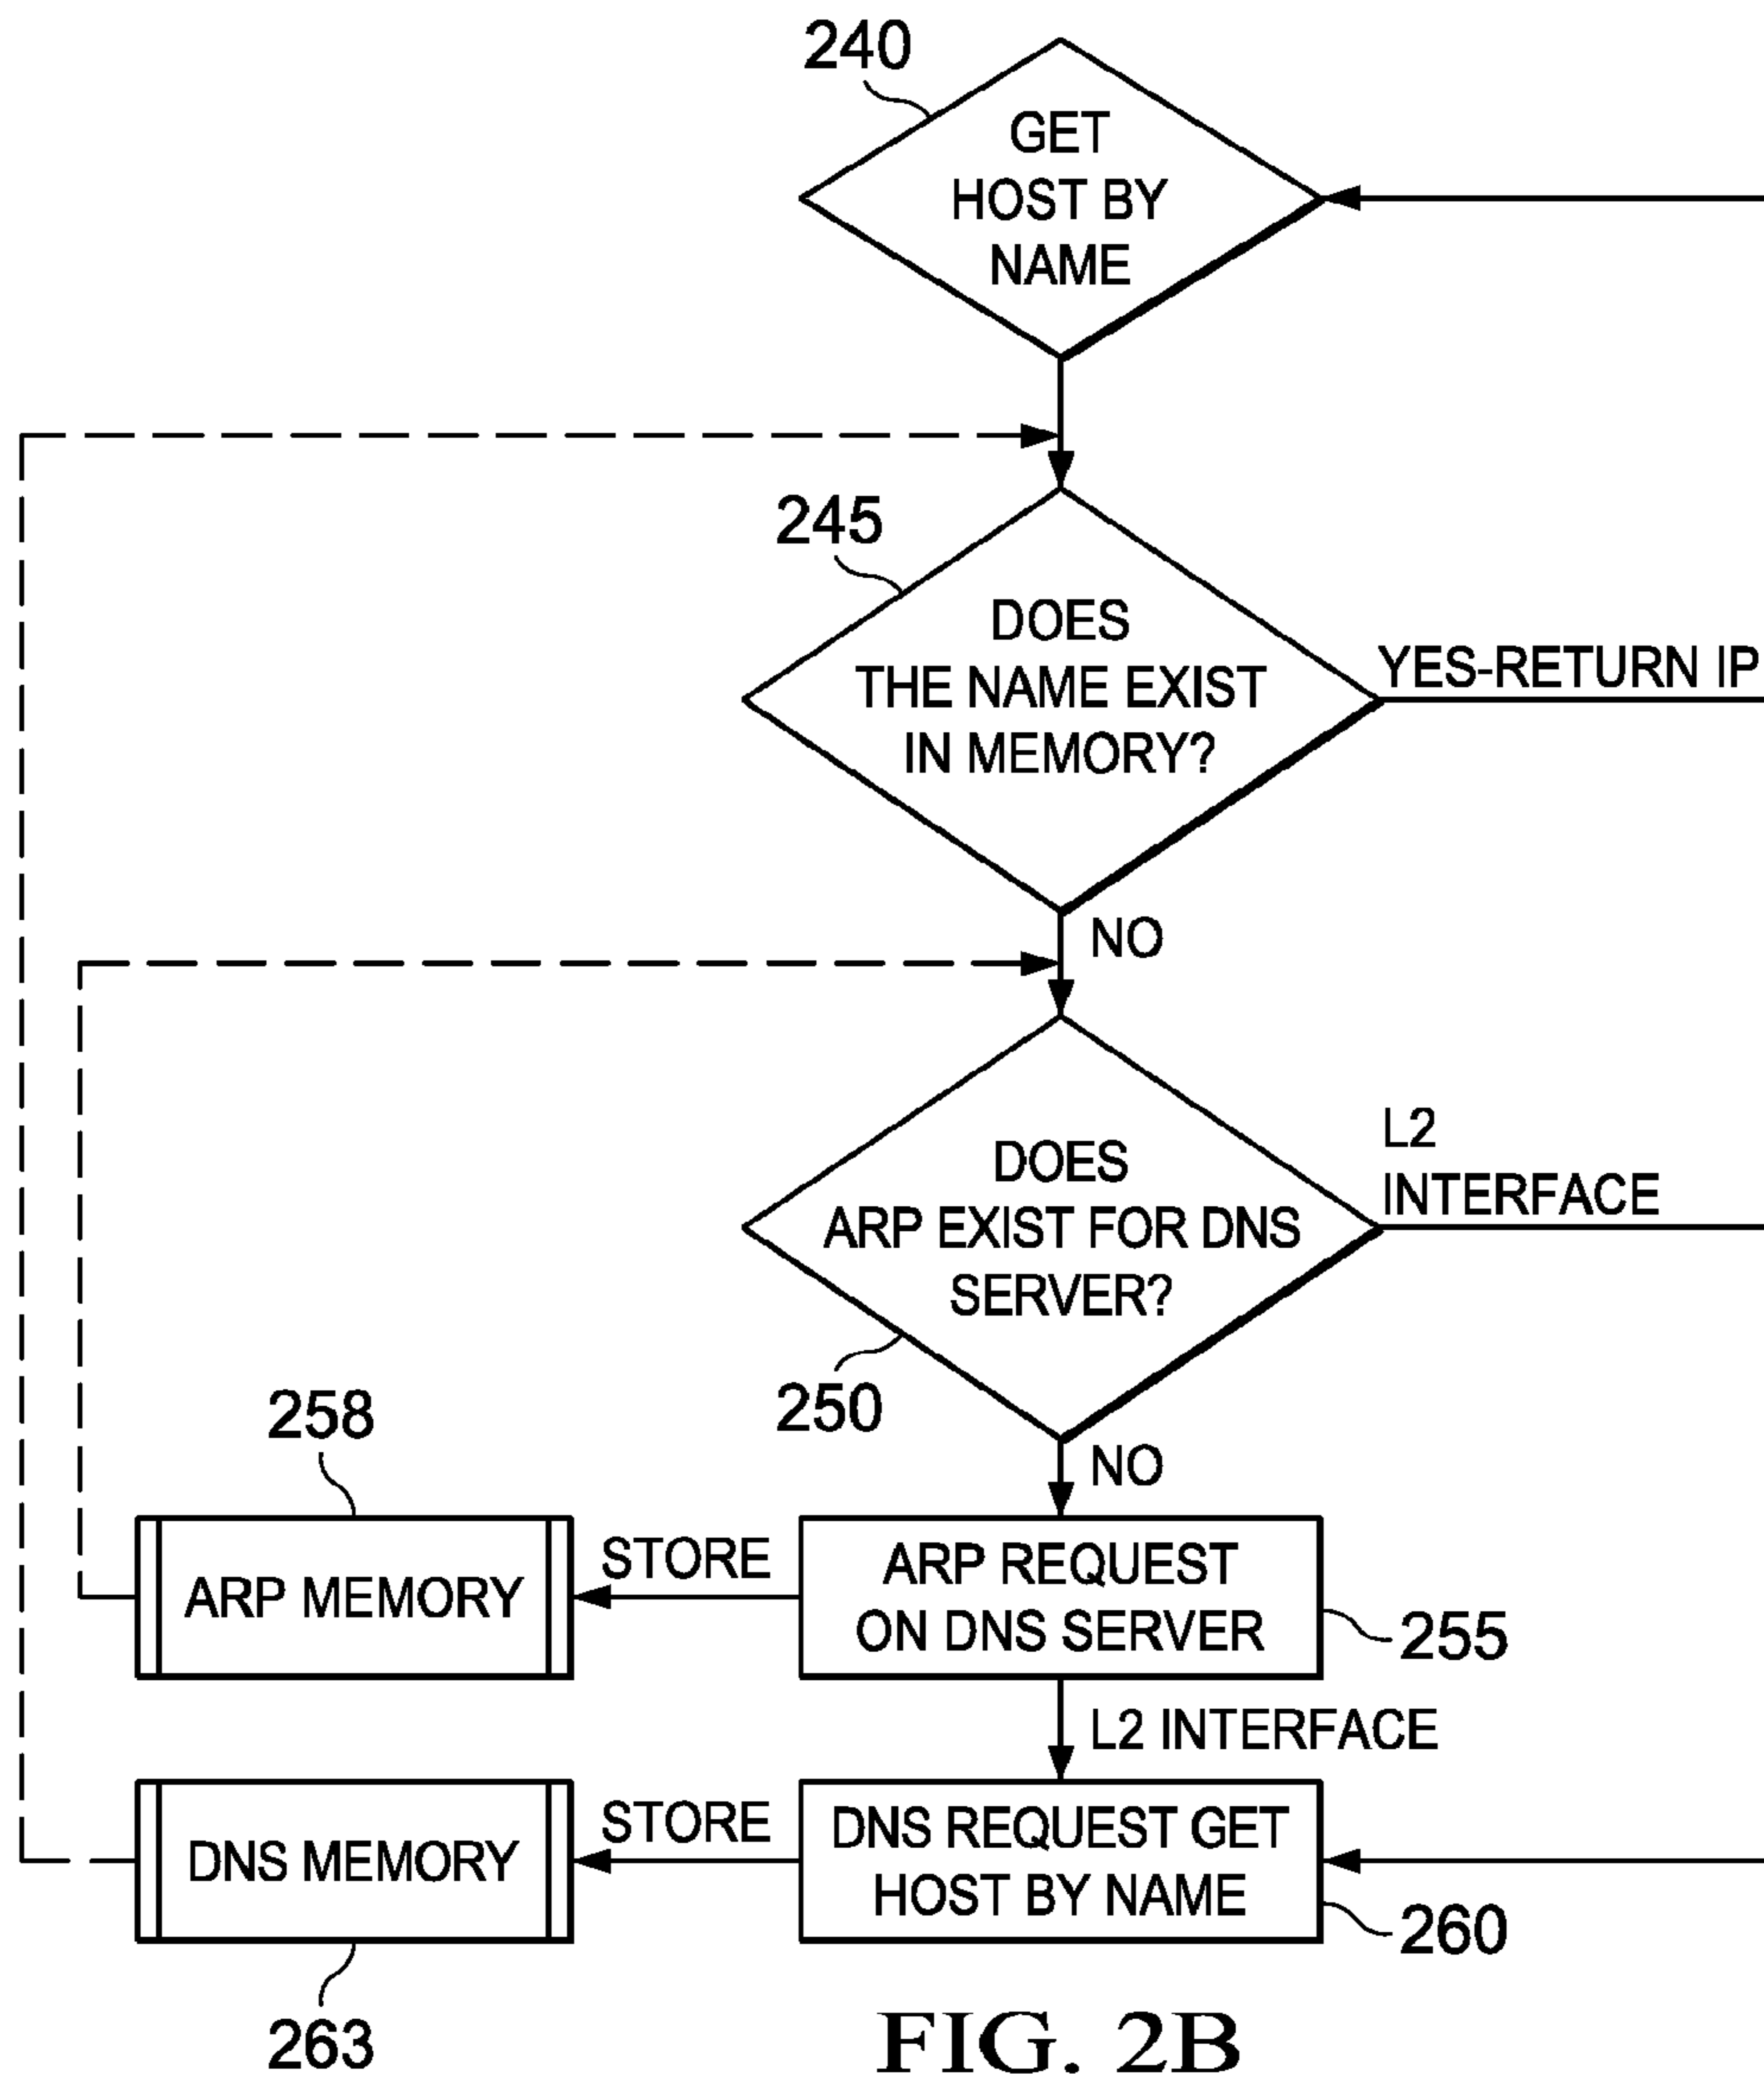 240
GET
HOST BY
NAME
245
DOES
THE NAME EXIST
IN MEMORY?
YES-RETURN IP
NO
DOES
ARP EXIST FOR DNS
SERVER?
L2
INTERFACE
250
NO
258
ARP MEMORY
STORE
ARP REQUEST
ON DNS SERVER
255
L2 INTERFACE
DNS MEMORY
STORE
DNS REQUEST GET
HOST BY NAME
260
263
FIG. 2B